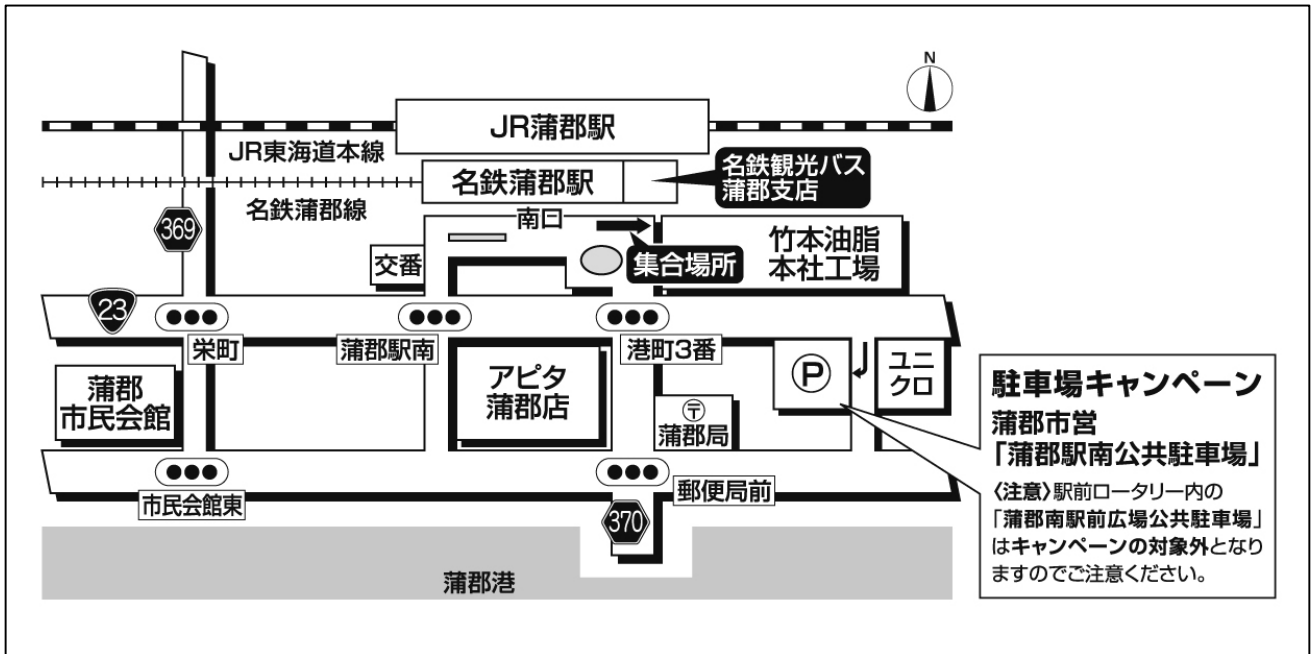 N
JR蒲郡駅
JR東海道本線
名鉄蒲郡駅
名鉄観光バス
蒲郡支店
名鉄蒲郡線
369
南口
交番
集合場所
竹本油脂
本社工場
23
栄町
蒲郡駅南
港町3番
蒲郡
市民会館
アピタ
蒲郡店
〒
蒲郡局
P
ユニ
クロ
駐車場キャンペーン
蒲郡市営
「蒲郡駅南公共駐車場」
〈注意〉駅前ロータリー内の
「蒲郡南駅前広場公共駐車場」
はキャンペーンの対象外となり
ますのでご注意ください。
市民会館東
郵便局前
370
蒲郡港